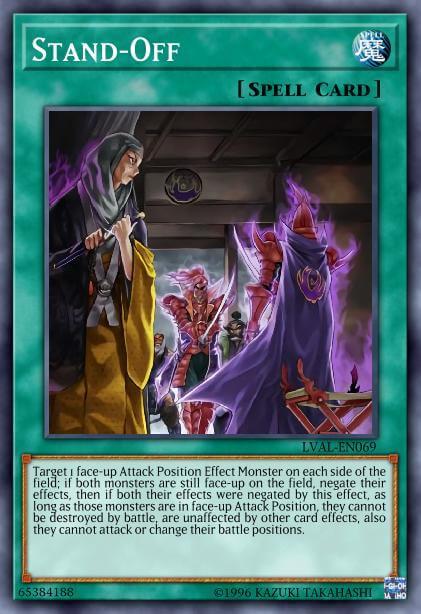 STAND-OFF
SPELL
魔
[ SPELL CARD ]
LVAL-EN069
Target 1 face-up Attack Position Effect Monster on each side of the
field; if both monsters are still face-up on the field, negate their
effects, then if both their effects were negated by this effect, as
long as those monsters are in face-up Attack Position, they cannot
be destroyed by battle, are unaffected by other card effects, also
they cannot attack or change their battle positions.
65384188
©1996 KAZUKI TAKAHASHI